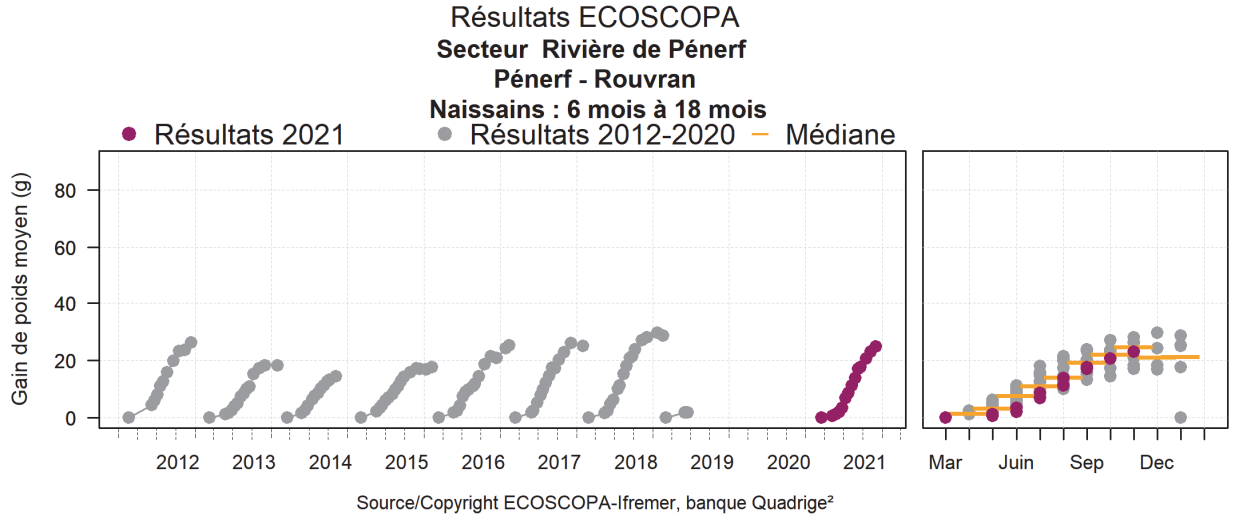 Résultats ECOSCOPA
Secteur Rivière de Pénerf
Pénerf - Rouvran
Naissains : 6 mois à 18 mois
Résultats 2021 Résultats 2012-2020 Médiane
Gain de poids moyen (g)
80
60
40
20
0
2012 2013 2014 2015 2016 2017 2018 2019 2020 2021
Mar Juin Sep Dec
Source/Copyright ECOSCOPA-Ifremer, banque Quadrige²